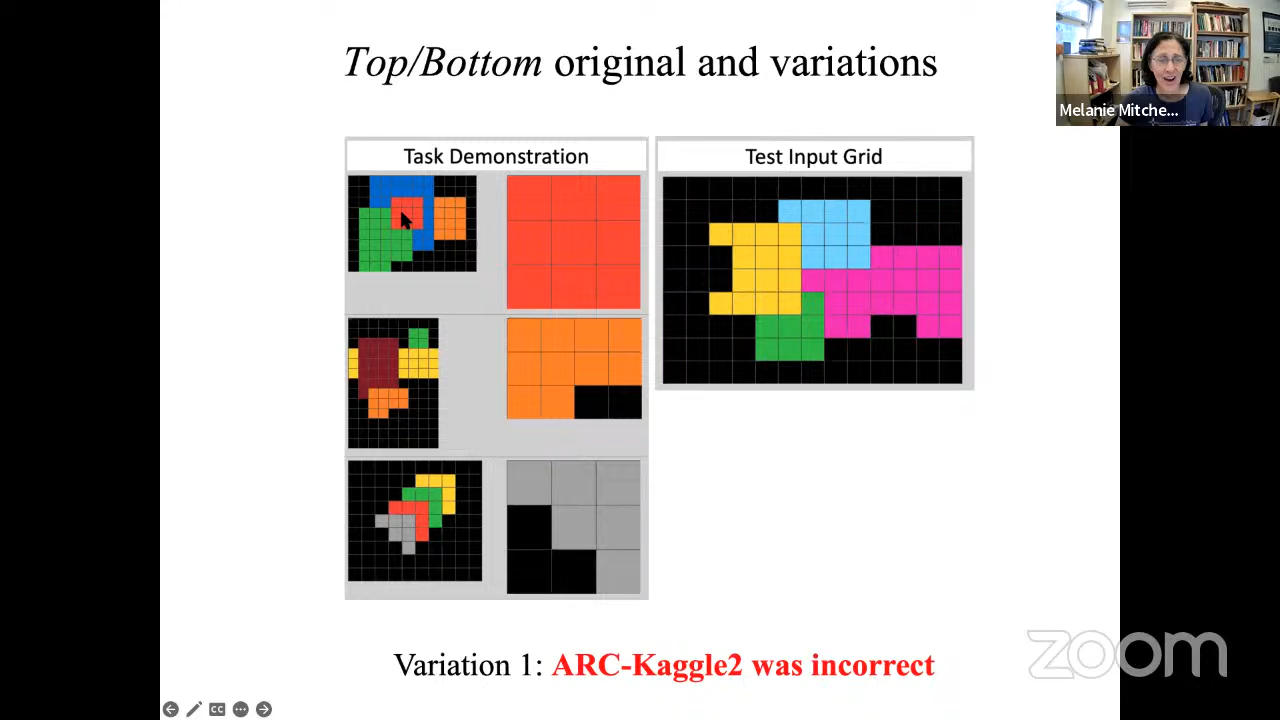 Top/Bottom original and variations
Melanie Mitche...
Task Demonstration
Test Input Grid
Variation 1: ARC-Kaggle2 was incorrect
zoom
CC